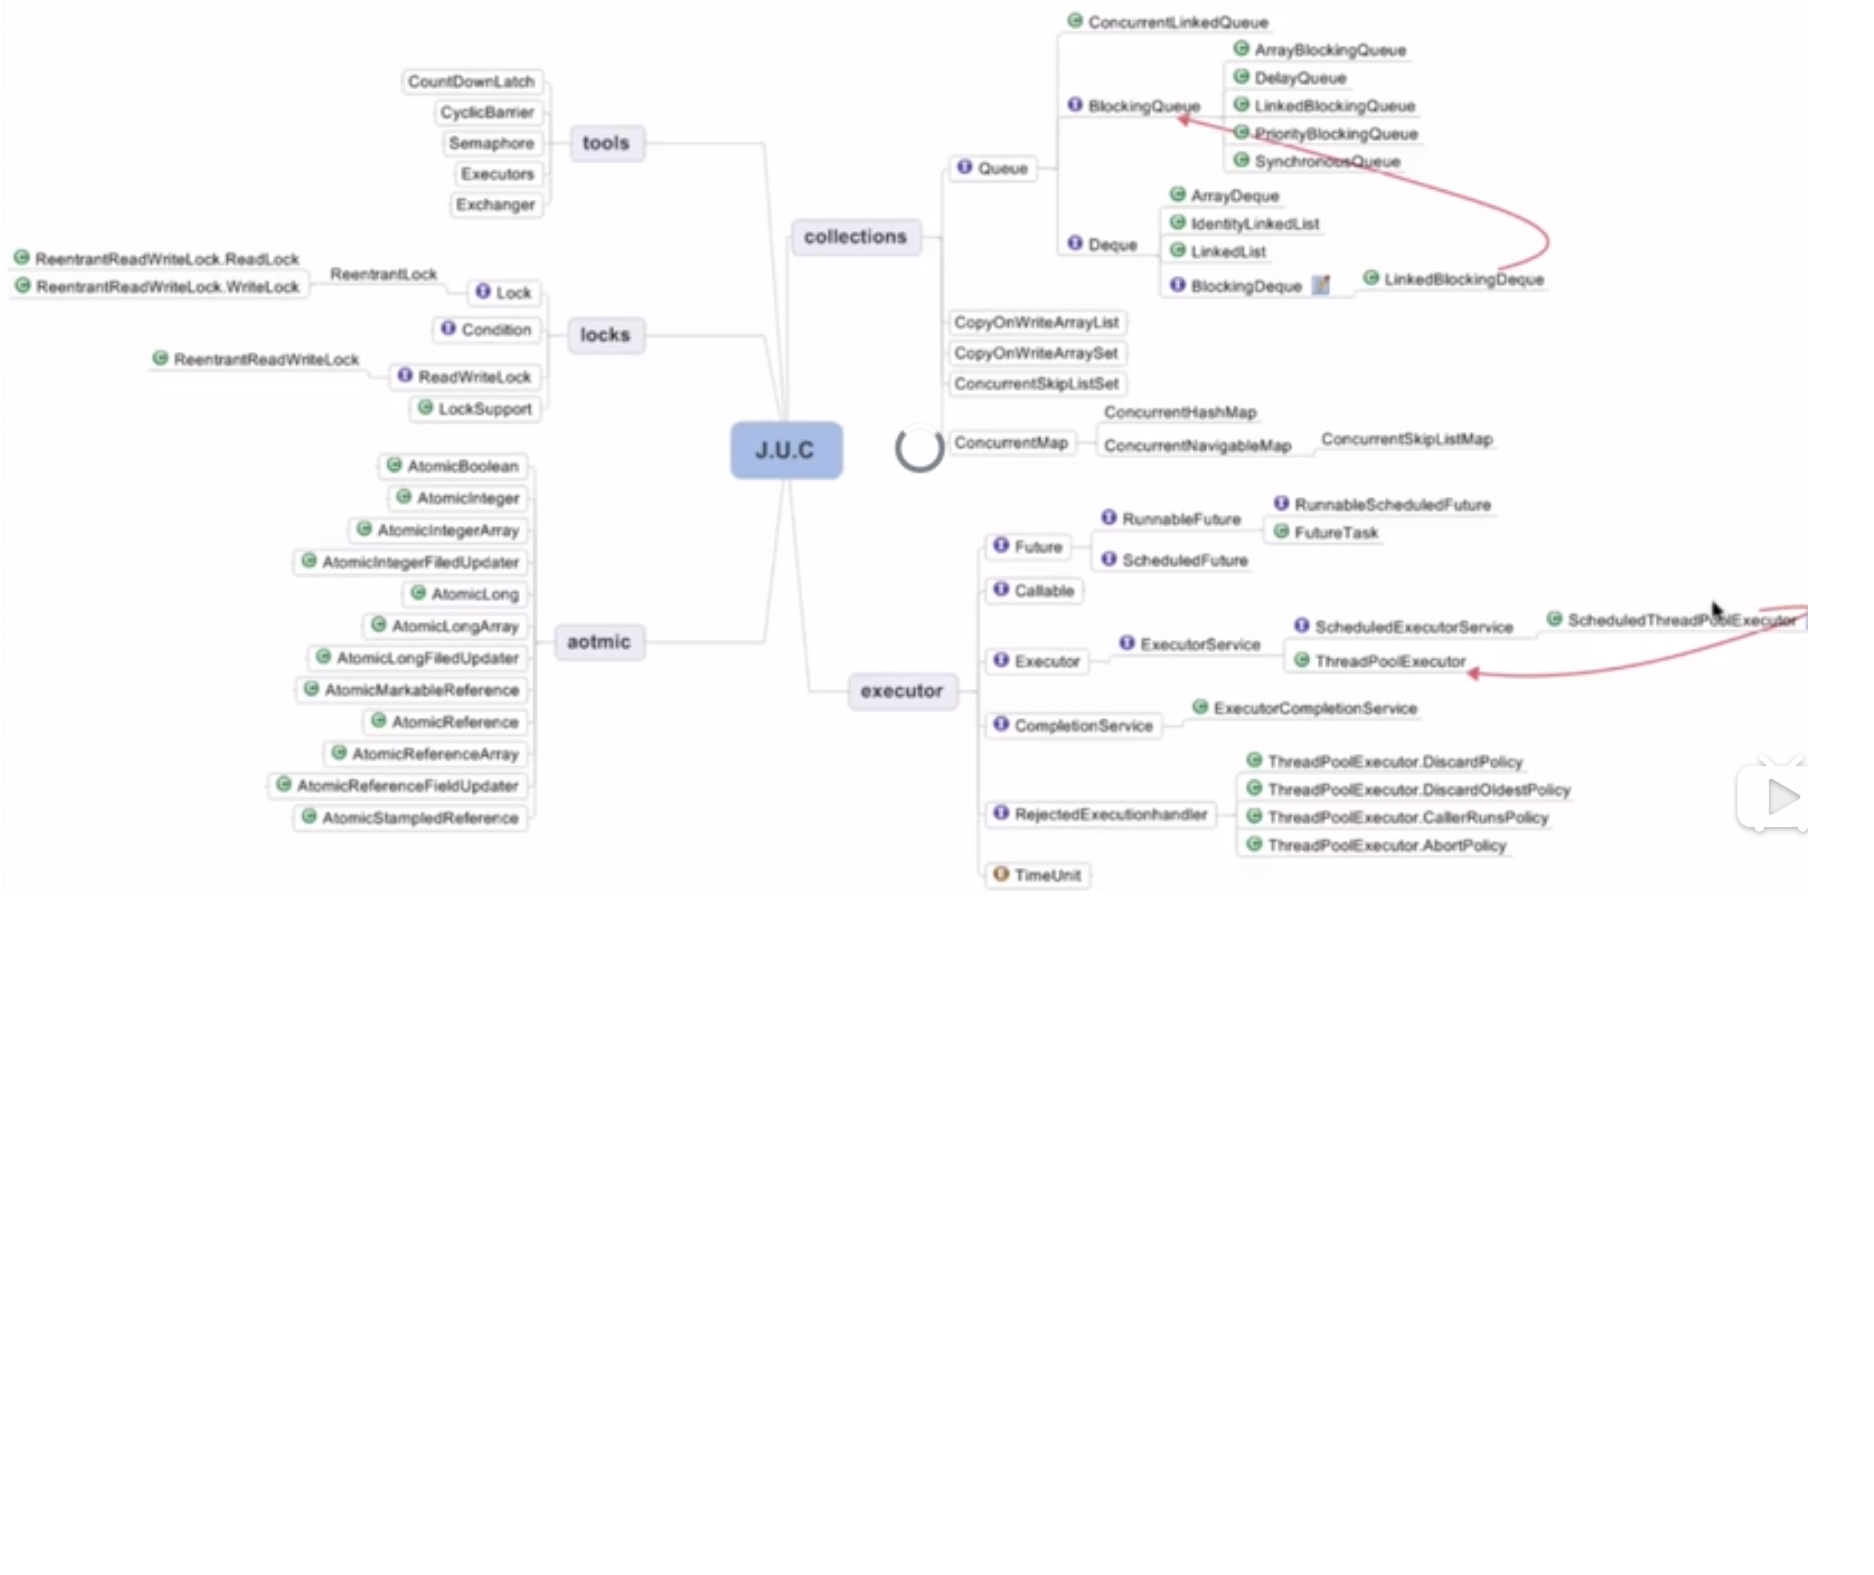 J.U.C
tools
CountDownLatch
CyclicBarrier
Semaphore
Executors
Exchanger
locks
Lock
ReentrantLock
ReentrantReadWriteLock.ReadLock
ReentrantReadWriteLock.WriteLock
Condition
ReadWriteLock
ReentrantReadWriteLock
LockSupport
aotmic
AtomicBoolean
AtomicInteger
AtomicIntegerArray
AtomicIntegerFiledUpdater
AtomicLong
AtomicLongArray
AtomicLongFiledUpdater
AtomicMarkableReference
AtomicReference
AtomicReferenceArray
AtomicReferenceFieldUpdater
AtomicStampledReference
collections
Queue
ConcurrentLinkedQueue
BlockingQueue
ArrayBlockingQueue
DelayQueue
LinkedBlockingQueue
PriorityBlockingQueue
SynchronousQueue
Deque
ArrayDeque
IdentityLinkedList
LinkedList
BlockingDeque
LinkedBlockingDeque
CopyOnWriteArrayList
CopyOnWriteArraySet
ConcurrentSkipListSet
ConcurrentMap
ConcurrentHashMap
ConcurrentNavigableMap
ConcurrentSkipListMap
executor
Future
RunnableFuture
RunnableScheduledFuture
FutureTask
ScheduledFuture
Callable
Executor
ExecutorService
ScheduledExecutorService
ScheduledThreadPoolExecutor
ThreadPoolExecutor
CompletionService
ExecutorCompletionService
RejectedExecutionhandler
ThreadPoolExecutor.DiscardPolicy
ThreadPoolExecutor.DiscardOldestPolicy
ThreadPoolExecutor.CallerRunsPolicy
ThreadPoolExecutor.AbortPolicy
TimeUnit